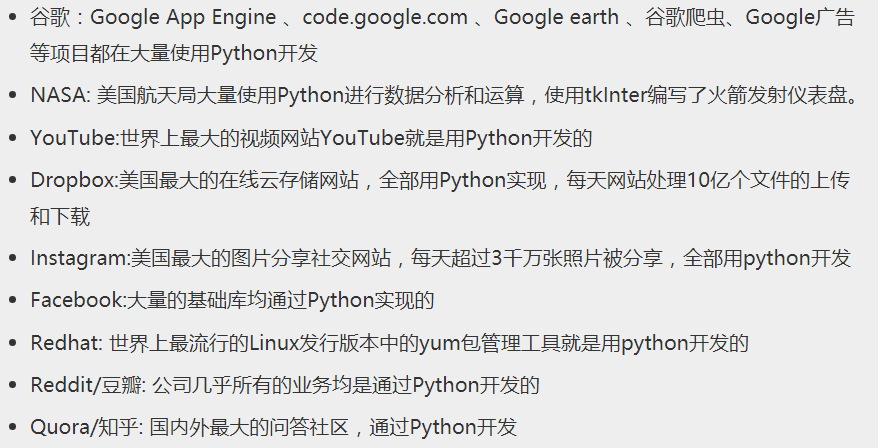 谷歌：Google App Engine 、code.google.com 、Google earth 、谷歌爬虫、Google广告
等项目都在大量使用Python开发
NASA: 美国航天局大量使用Python进行数据分析和运算，使用tkInter编写了火箭发射仪表盘。
YouTube:世界上最大的视频网站YouTube就是用Python开发的
Dropbox:美国最大的在线云存储网站，全部用Python实现，每天网站处理10亿个文件的上传
和下载
Instagram:美国最大的图片分享社交网站，每天超过3千万张照片被分享，全部用python开发
Facebook:大量的基础库均通过Python实现的
Redhat: 世界上最流行的Linux发行版本中的yum包管理工具就是用python开发的
Reddit/豆瓣: 公司几乎所有的业务均是通过Python开发的
Quora/知乎: 国内外最大的问答社区，通过Python开发